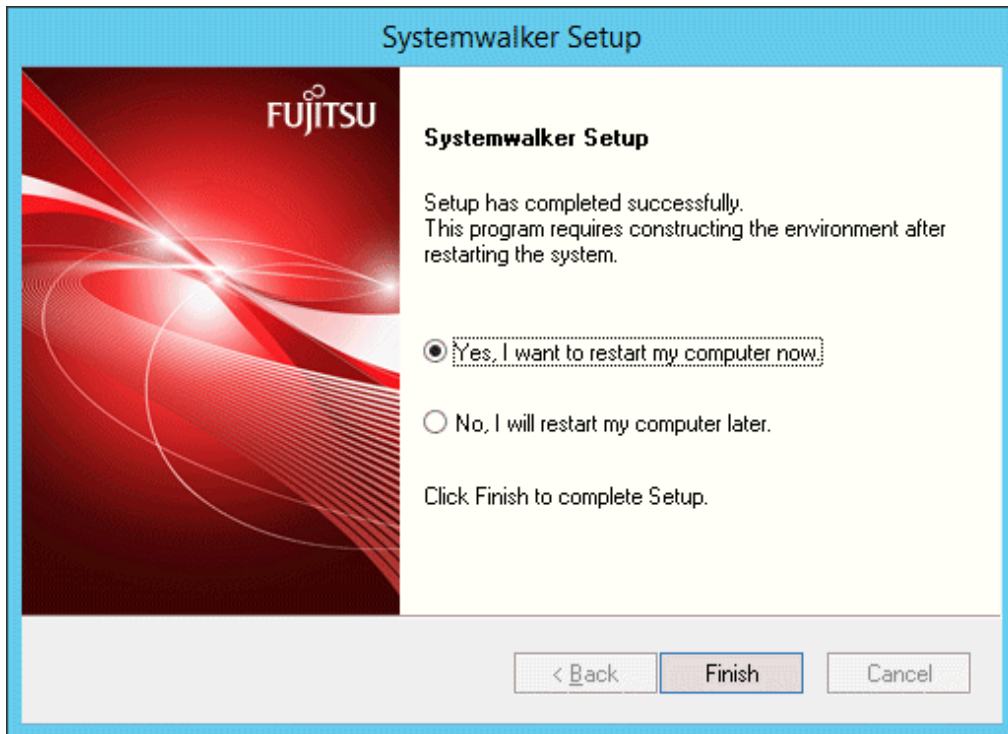 Systemwalker Setup
FUJITSU
Systemwalker Setup
Setup has completed successfully.
This program requires constructing the environment after
restarting the system.
Yes, I want to restart my computer now.
No, I will restart my computer later.
Click Finish to complete Setup.
< Back
Finish
Cancel